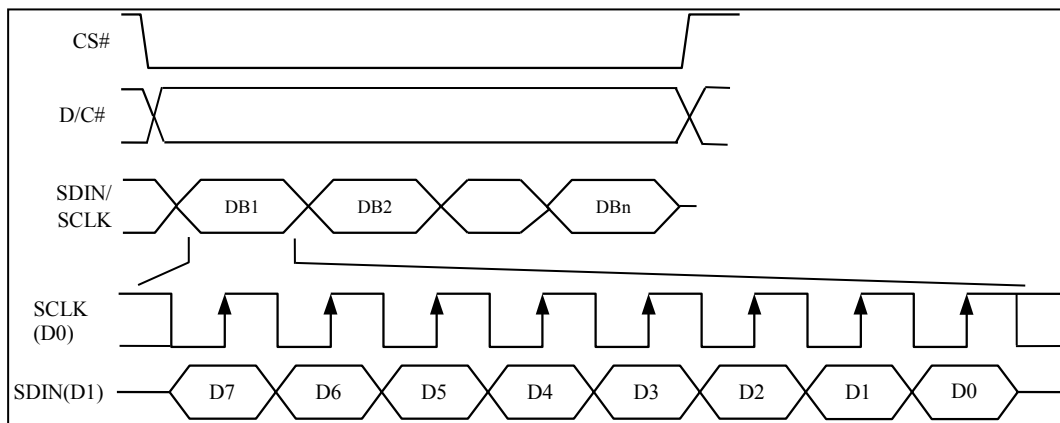 CS#
D/C#
SDIN/
SCLK
DB1 DB2 DBn
SCLK
(D0)
SDIN(D1) D7 D6 D5 D4 D3 D2 D1 D0